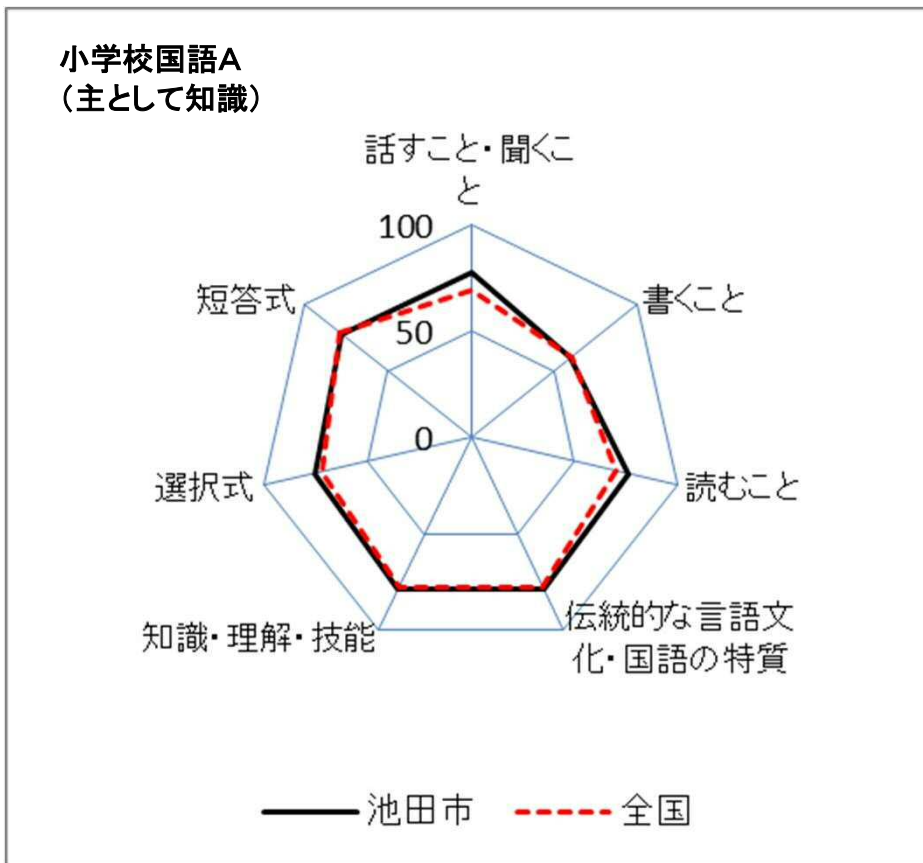 小学校国語A
（主として知識）
話すこと・聞くこ
と
100
短答式
書くこと
50
0
選択式
読むこと
知識・理解・技能
伝統的な言語文
化・国語の特質
池田市
全国